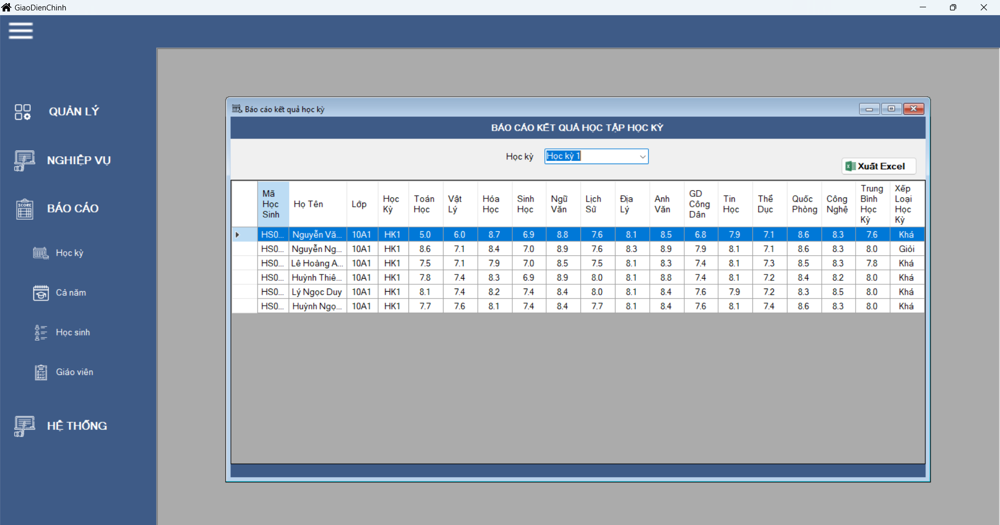 GiaoDienChinh
QUẢN LÝ
NGHIỆP VỤ
BÁO CÁO
Học kỳ
Cả năm
Học sinh
Giáo viên
HỆ THỐNG
Báo cáo kết quả học kỳ
BÁO CÁO KẾT QUẢ HỌC TẬP HỌC KỲ
Học kỳ Học kỳ 1
Xuất Excel
Mã Học Sinh Họ Tên Lớp Học Kỳ Toán Học Vật Lý Hóa Học Sinh Học Ngữ Văn Lịch Sử Địa Lý Anh Văn GD Công Dân Tin Học Thể Dục Quốc Phòng Công Nghệ Trung Bình Học Kỳ Xếp Loại Học Kỳ
HS0... Nguyễn Vă... 10A1 HK1 5.0 6.0 8.7 6.9 8.8 7.6 8.1 8.5 6.8 7.9 7.1 8.6 8.3 7.6 Khá
HS0... Nguyễn Ng... 10A1 HK1 8.6 7.1 8.4 7.0 8.9 7.6 8.3 8.9 7.9 8.1 7.1 8.6 8.3 8.0 Giỏi
HS0... Lê Hoàng A... 10A1 HK1 7.5 7.1 7.9 7.0 8.5 7.5 8.1 8.3 7.4 8.1 7.3 8.5 8.3 7.8 Khá
HS0... Huỳnh Thiê... 10A1 HK1 7.8 7.4 8.3 6.9 8.9 8.0 8.1 8.8 7.4 8.1 7.2 8.4 8.2 8.0 Khá
HS0... Lý Ngọc Duy 10A1 HK1 8.1 7.4 8.2 7.4 8.4 8.0 8.1 8.4 7.6 7.9 7.2 8.3 8.5 8.0 Khá
HS0... Huỳnh Ngọ... 10A1 HK1 7.7 7.6 8.1 7.4 8.4 7.7 8.1 8.4 7.6 8.1 7.4 8.6 8.3 8.0 Khá